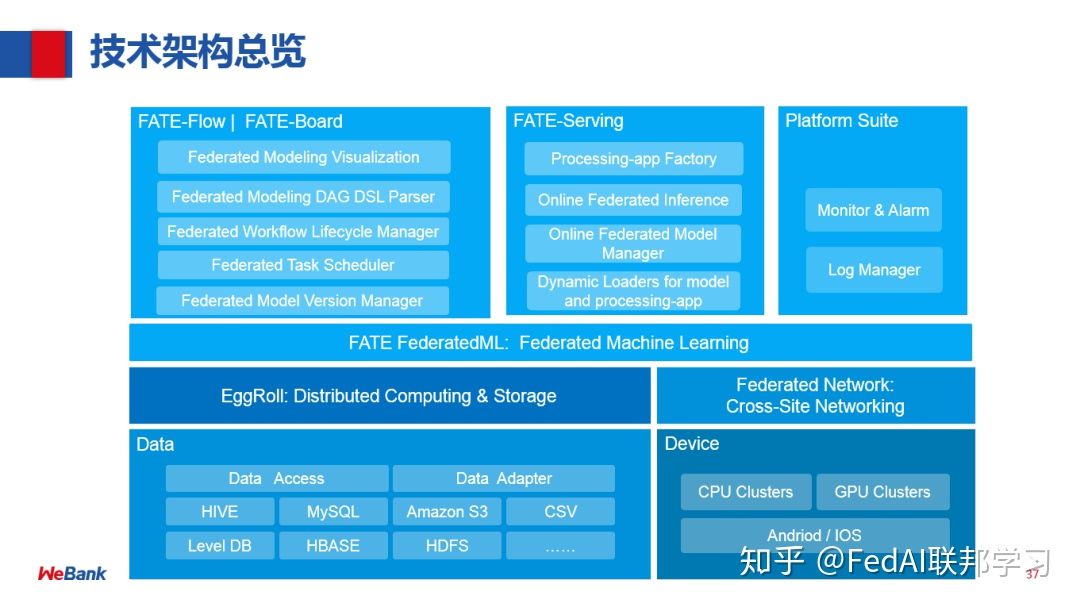 技术架构总览
FATE-Flow | FATE-Board
Federated Modeling Visualization
Federated Modeling DAG DSL Parser
Federated Workflow Lifecycle Manager
Federated Task Scheduler
Federated Model Version Manager
FATE-Serving
Processing-app Factory
Online Federated Inference
Online Federated Model
Manager
Dynamic Loaders for model
and processing-app
Platform Suite
Monitor & Alarm
Log Manager
FATE FederatedML: Federated Machine Learning
EggRoll: Distributed Computing & Storage
Federated Network:
Cross-Site Networking
Data
Data Access
Data Adapter
HIVE
MySQL
Amazon S3
CSV
Level DB
HBASE
HDFS
......
Device
CPU Clusters
GPU Clusters
Andriod / IOS
WeBank
知乎 @FedAI联邦学习
37